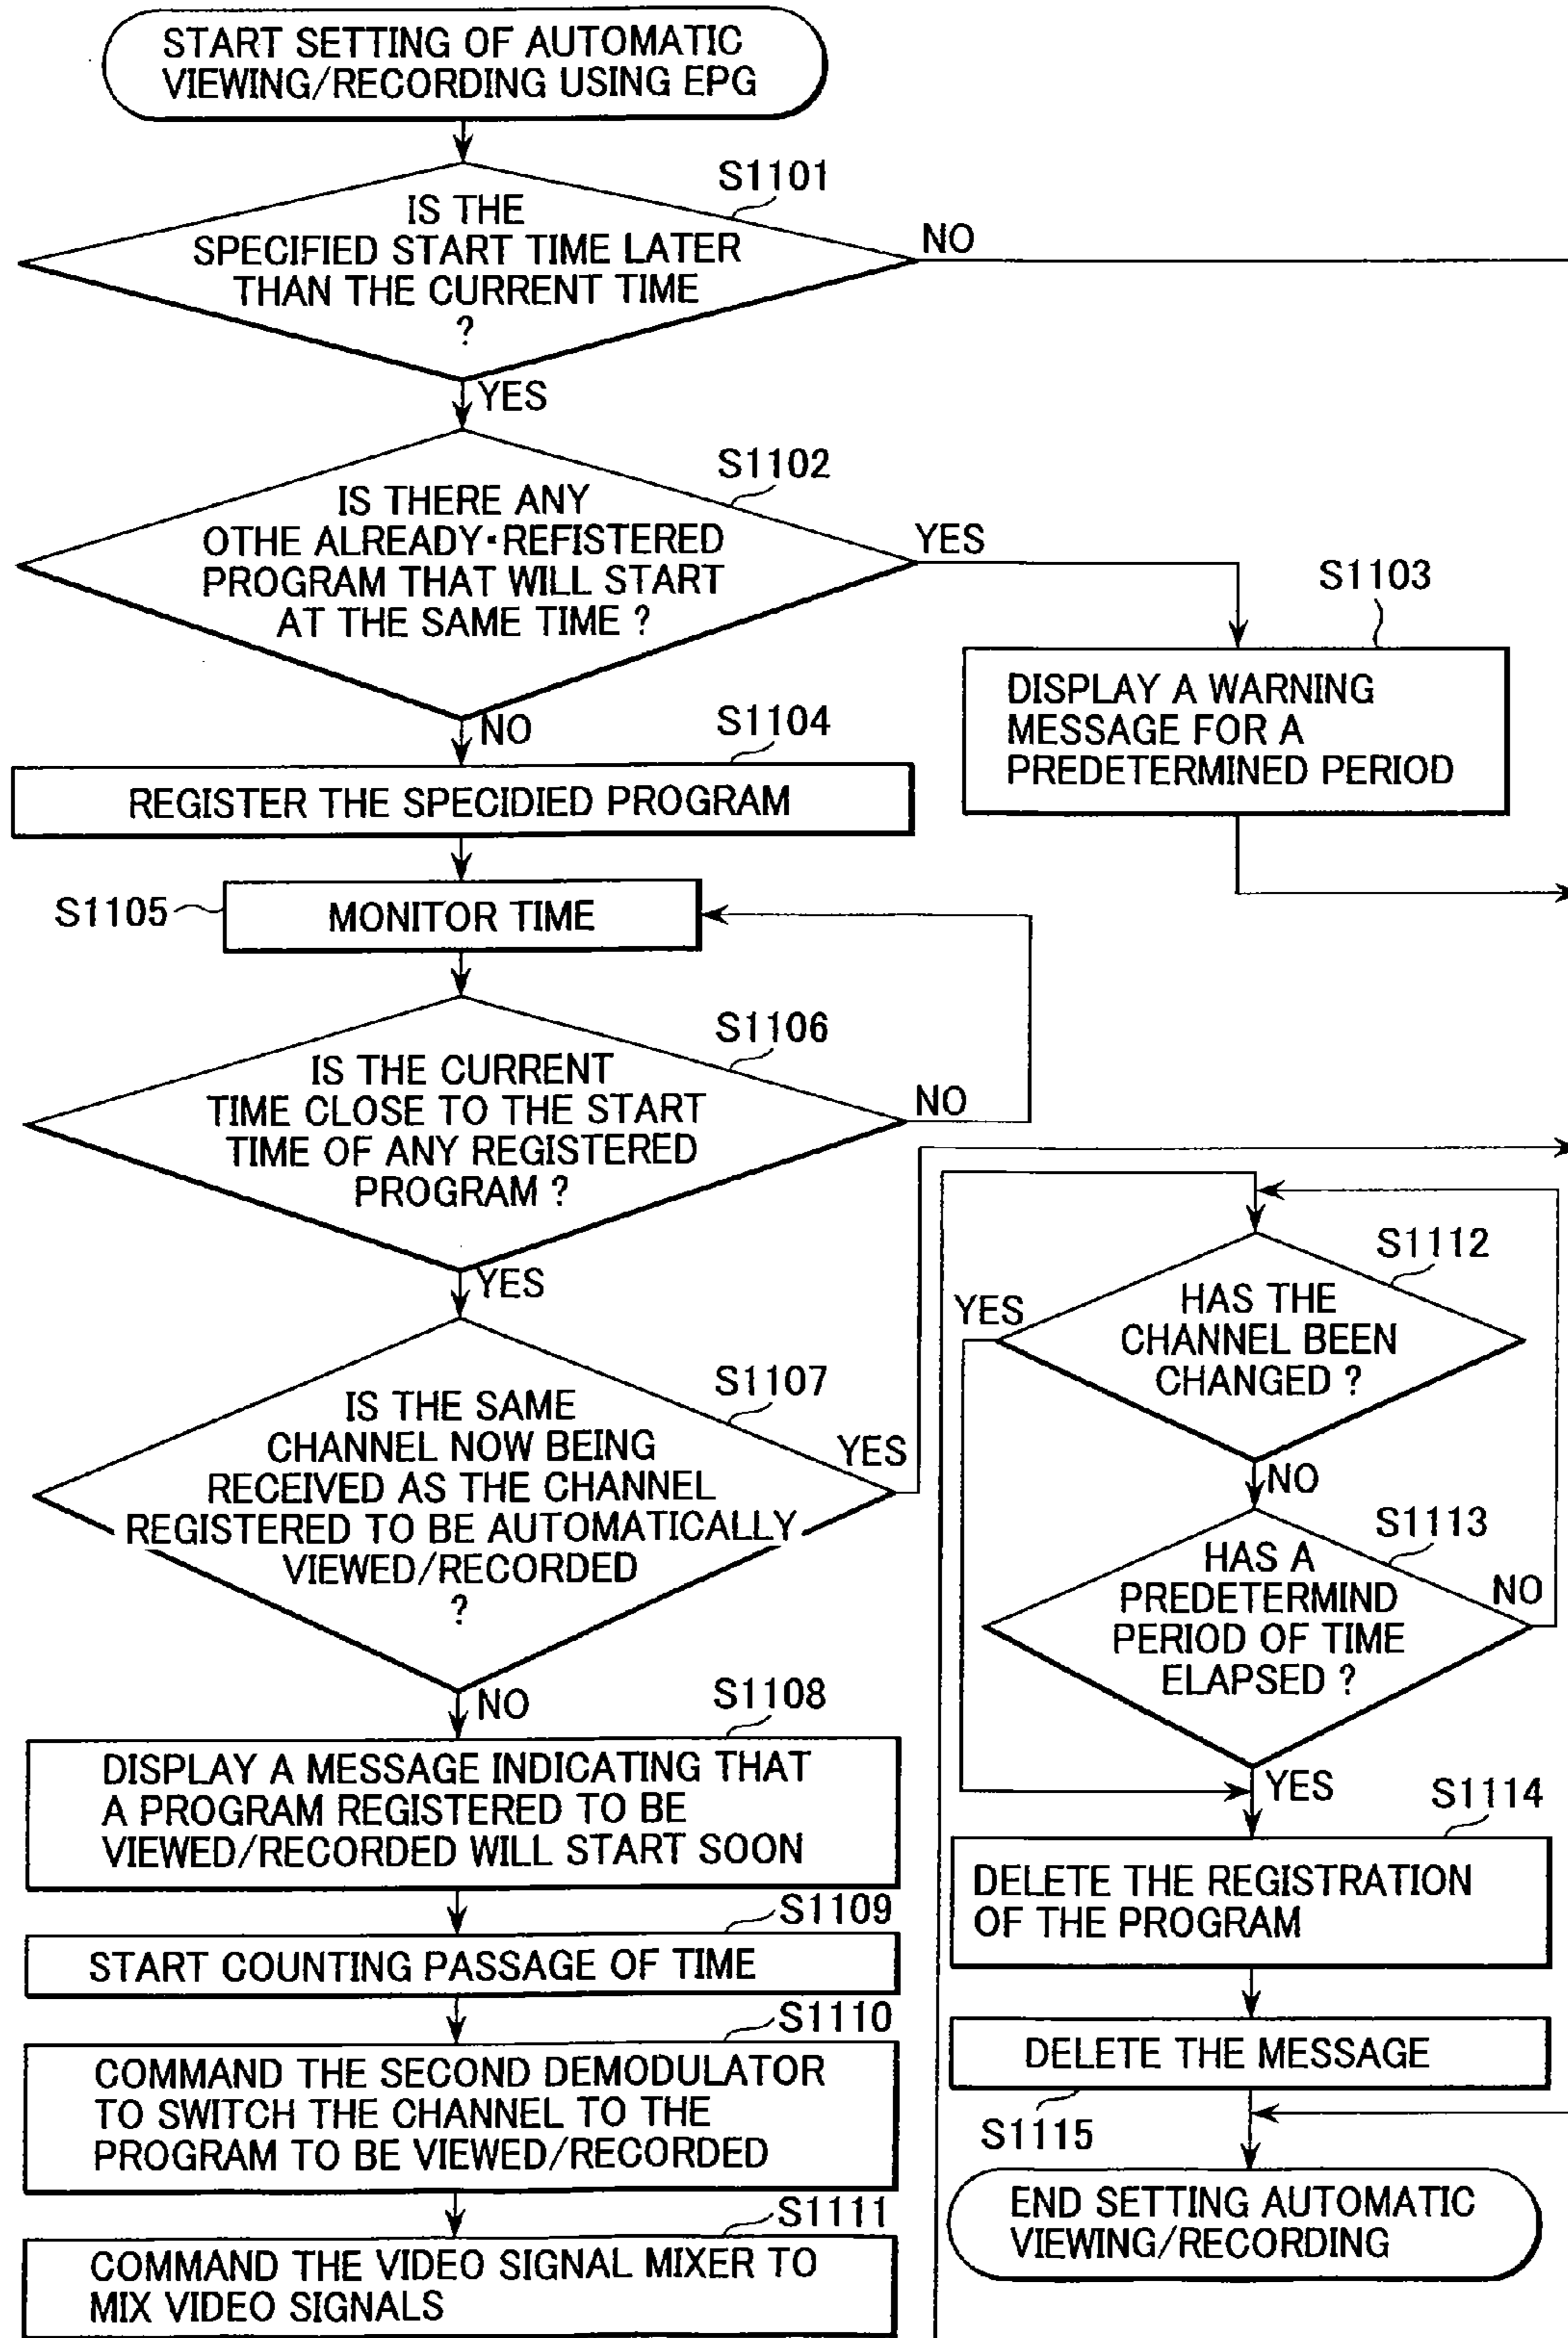 START SETTING OF AUTOMATIC
VIEWING/RECORDING USING EPG
S1101
IS THE
SPECIFIED START TIME LATER
THAN THE CURRENT TIME
?
NO
YES
S1102
IS THERE ANY
OTHE ALREADY·REFISTERED
PROGRAM THAT WILL START
AT THE SAME TIME ?
YES
S1103
DISPLAY A WARNING
MESSAGE FOR A
PREDETERMINED PERIOD
NO
S1104
REGISTER THE SPECIDIED PROGRAM
S1105
MONITOR TIME
S1106
IS THE CURRENT
TIME CLOSE TO THE START
TIME OF ANY REGISTERED
PROGRAM ?
NO
YES
S1107
IS THE SAME
CHANNEL NOW BEING
RECEIVED AS THE CHANNEL
REGISTERED TO BE AUTOMATICALLY
VIEWED/RECORDED
?
YES
NO
S1108
DISPLAY A MESSAGE INDICATING THAT
A PROGRAM REGISTERED TO BE
VIEWED/RECORDED WILL START SOON
S1109
START COUNTING PASSAGE OF TIME
S1110
COMMAND THE SECOND DEMODULATOR
TO SWITCH THE CHANNEL TO THE
PROGRAM TO BE VIEWED/RECORDED
S1111
COMMAND THE VIDEO SIGNAL MIXER TO
MIX VIDEO SIGNALS
S1112
HAS THE
CHANNEL BEEN
CHANGED ?
YES
NO
S1113
HAS A
PREDETERMIND
PERIOD OF TIME
ELAPSED ?
NO
YES
S1114
DELETE THE REGISTRATION
OF THE PROGRAM
DELETE THE MESSAGE
S1115
END SETTING AUTOMATIC
VIEWING/RECORDING